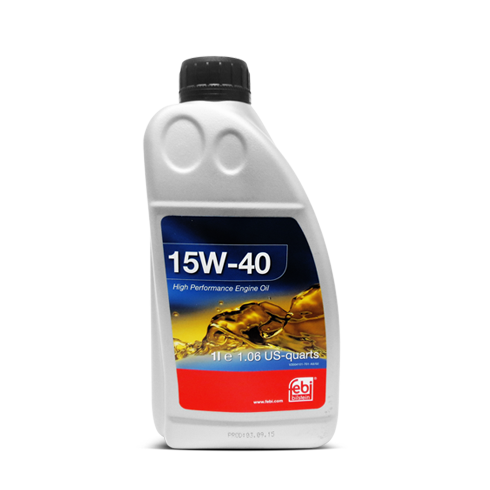 15W-40
High Performance Engine Oil
1l e 1.06 US-quarts
febi
bilstein
www.febi.com